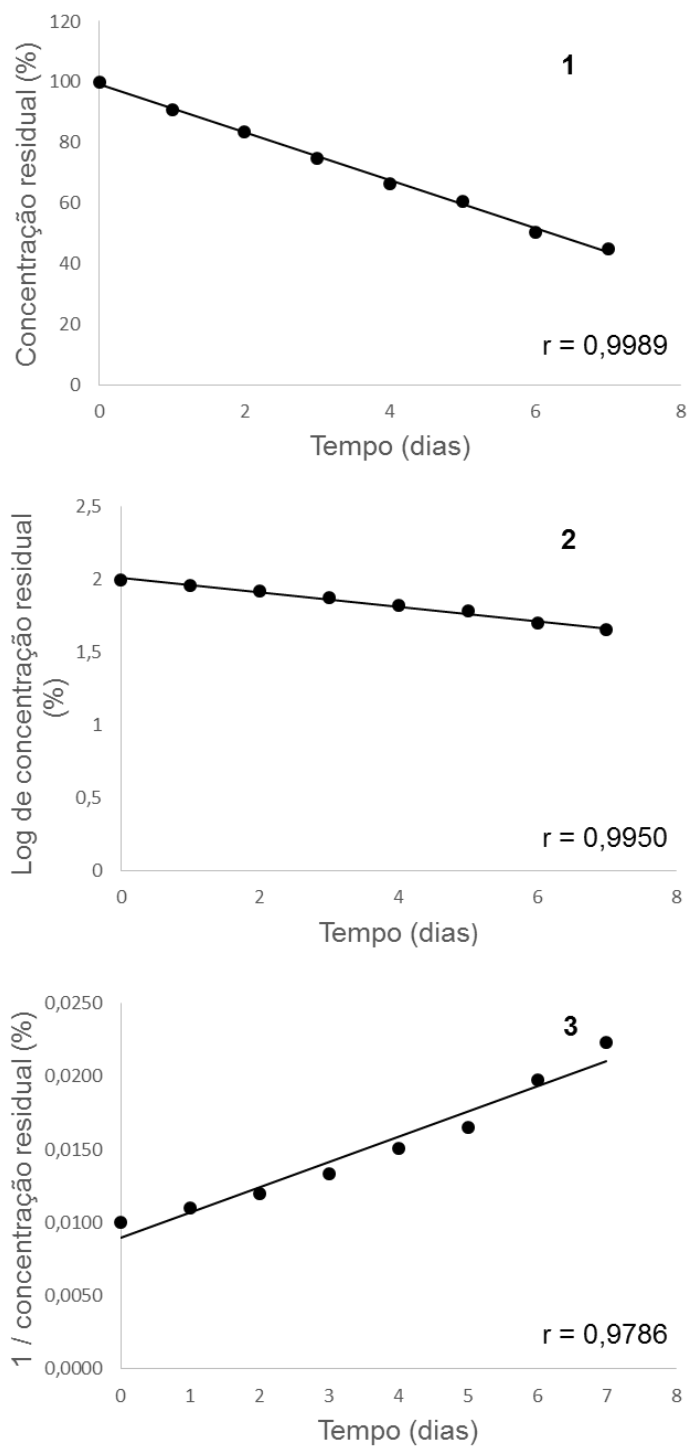 120
100
80
60
40
20
0
Concentração residual (%)
1
r = 0,9989
0 2 4 6 8
Tempo (dias)
2,5
2
1,5
1
0,5
0
Log de concentração residual
(%)
2
r = 0,9950
0 2 4 6 8
Tempo (dias)
0,0250
0,0200
0,0150
0,0100
0,0050
0,0000
1 / concentração residual (%)
3
r = 0,9786
0 1 2 3 4 5 6 7 8
Tempo (dias)